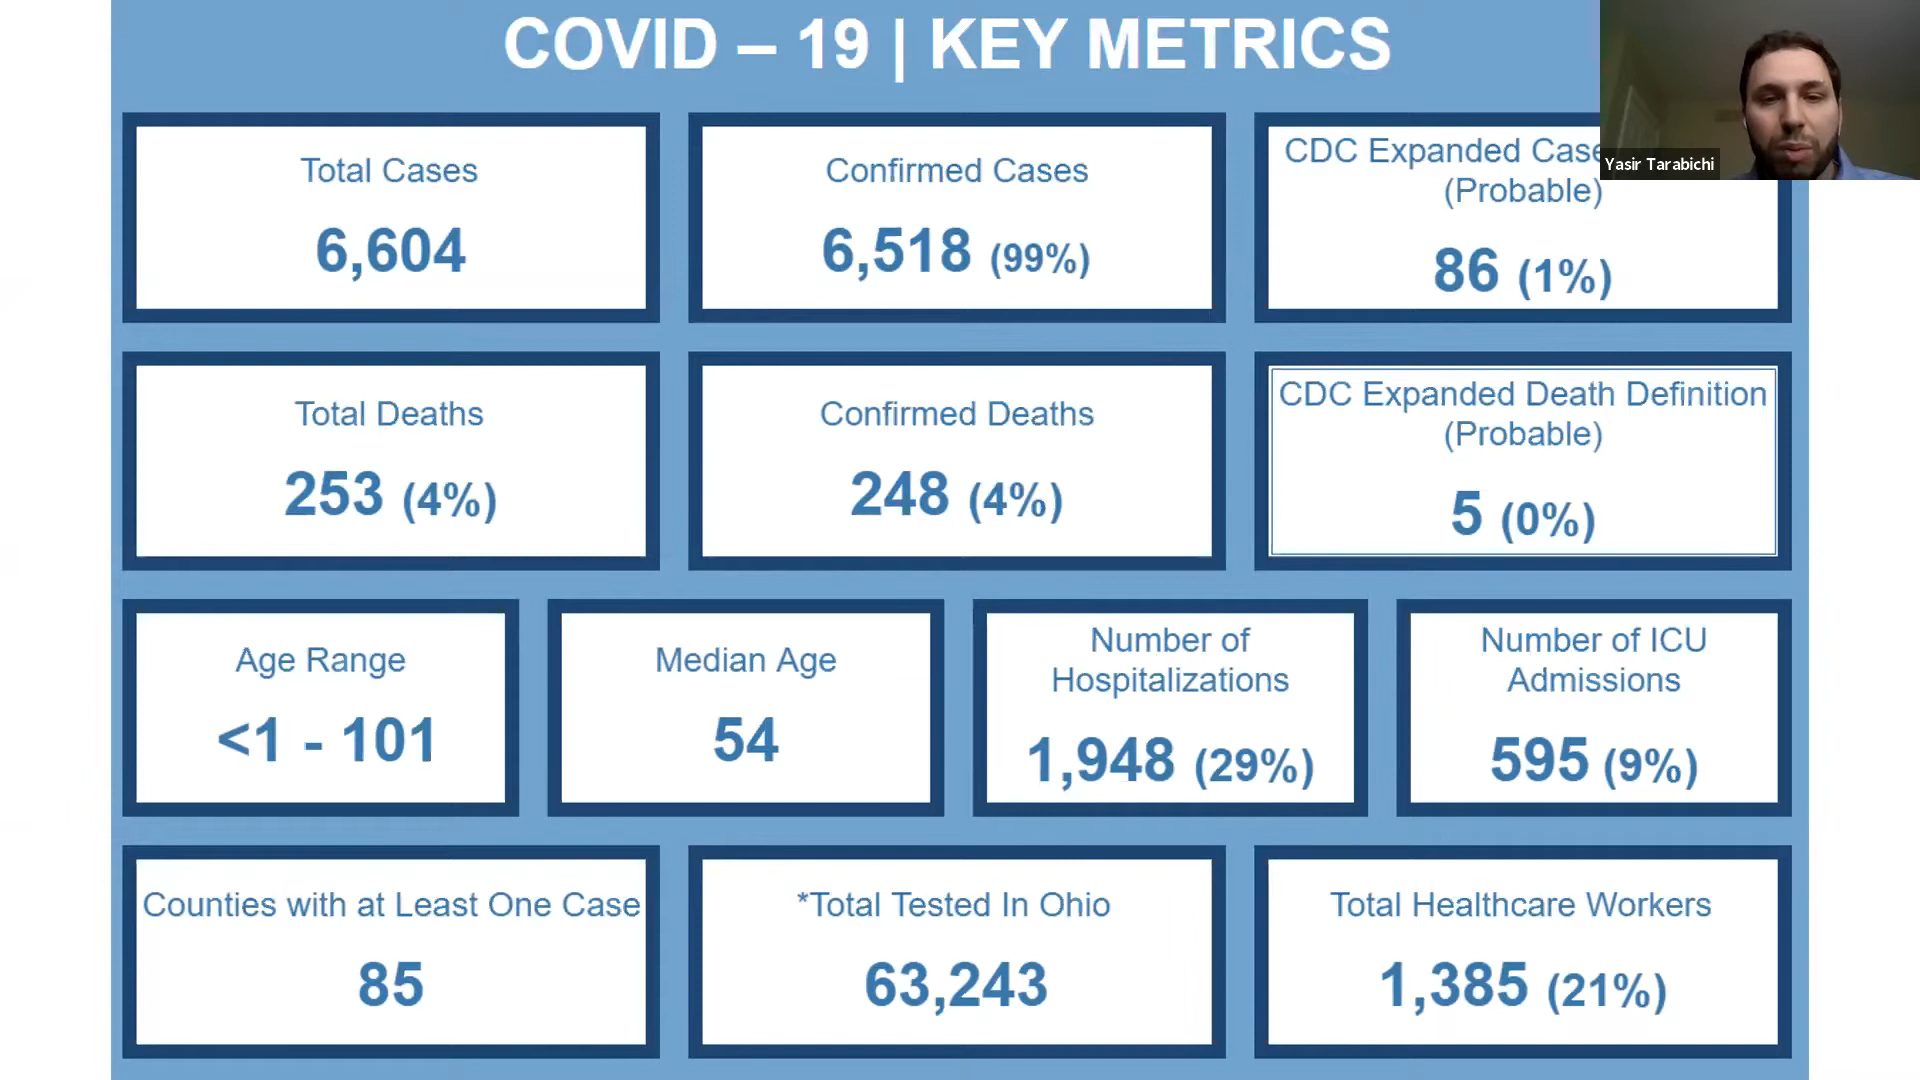 COVID – 19 | KEY METRICS
Yasir Tarabichi
Total Cases
6,604
Confirmed Cases
6,518 (99%)
CDC Expanded Case
(Probable)
86 (1%)
Total Deaths
253 (4%)
Confirmed Deaths
248 (4%)
CDC Expanded Death Definition
(Probable)
5 (0%)
Age Range
<1 - 101
Median Age
54
Number of
Hospitalizations
1,948 (29%)
Number of ICU
Admissions
595 (9%)
Counties with at Least One Case
85
*Total Tested In Ohio
63,243
Total Healthcare Workers
1,385 (21%)